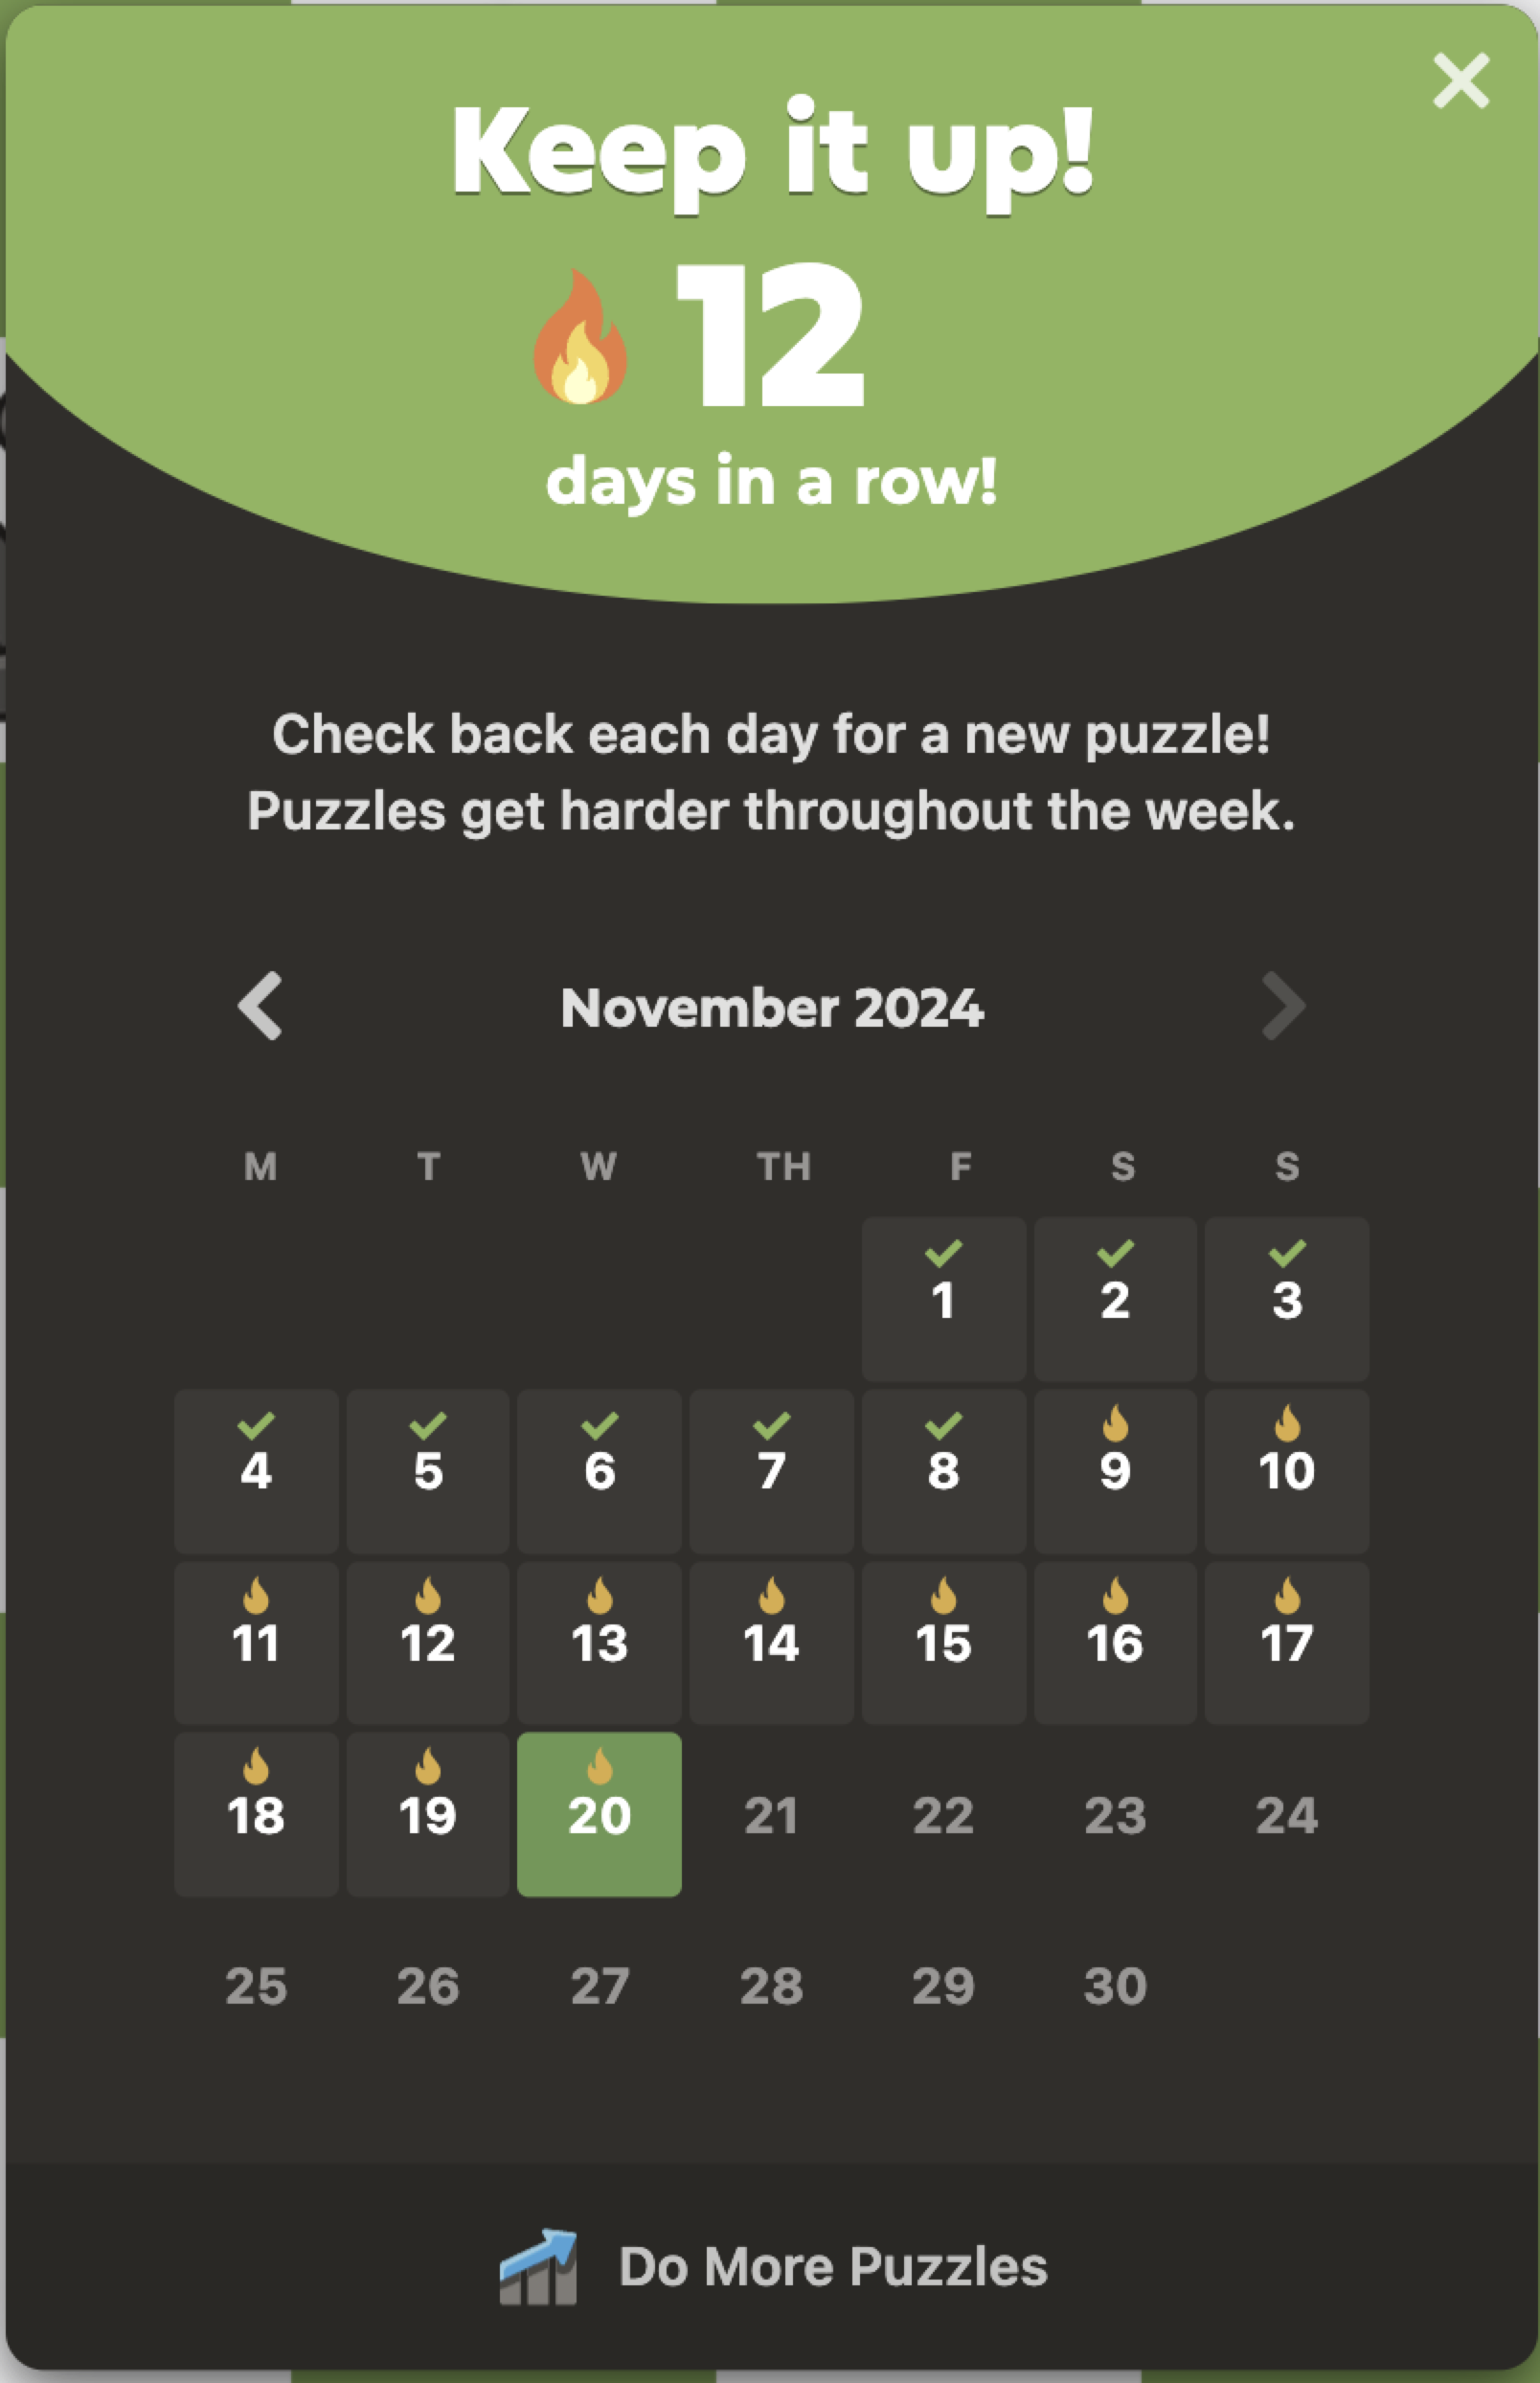 Keep it up!
12
days in a row!
Check back each day for a new puzzle!
Puzzles get harder throughout the week.
November 2024
M T W TH F S S
1 2 3
4 5 6 7 8 9 10
11 12 13 14 15 16 17
18 19 20 21 22 23 24
25 26 27 28 29 30
Do More Puzzles